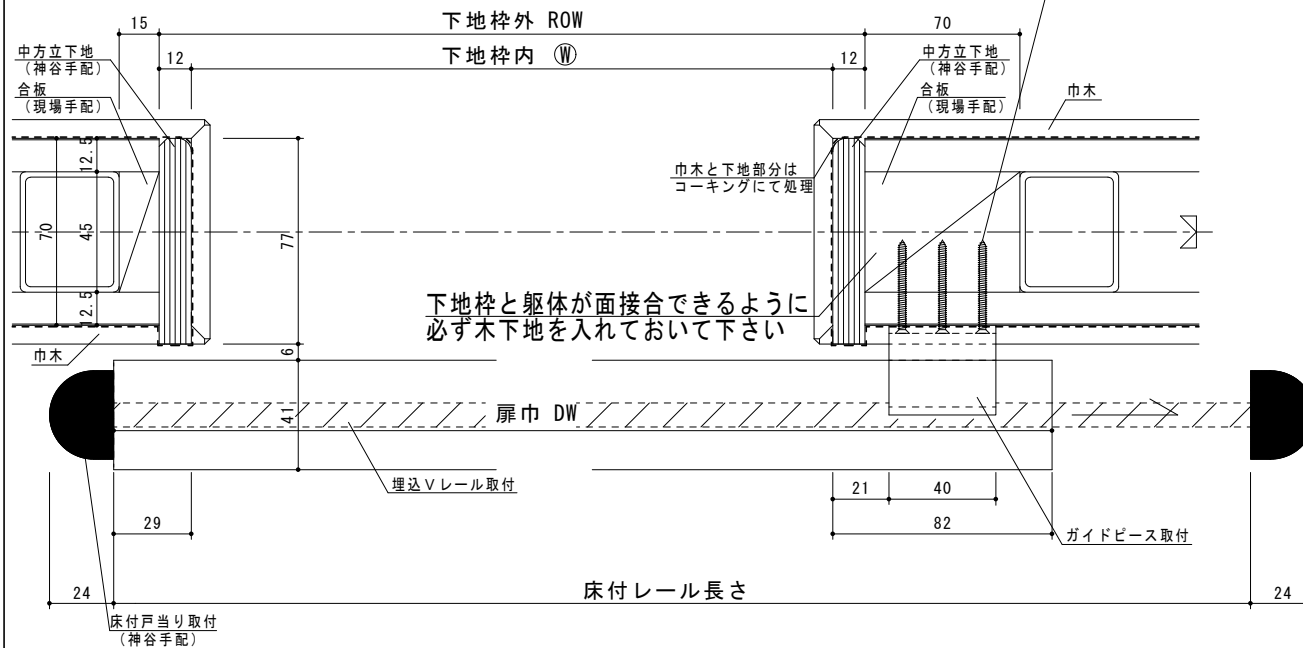 15
下地枠外 ROW
70
中方立下地
(神谷手配)
12
下地枠内 Ⓦ
12
中方立下地
(神谷手配)
合板
(現場手配)
合板
(現場手配)
巾木
12.5
70
45
12.5
77
巾木と下地部分は
コーキングにて処理
下地枠と躯体が面接合できるように
必ず木下地を入れておいて下さい
巾木
6
41
扉巾 DW
埋込Vレール取付
21
40
29
82
ガイドピース取付
24
床付レール長さ
24
床付戸当り取付
(神谷手配)